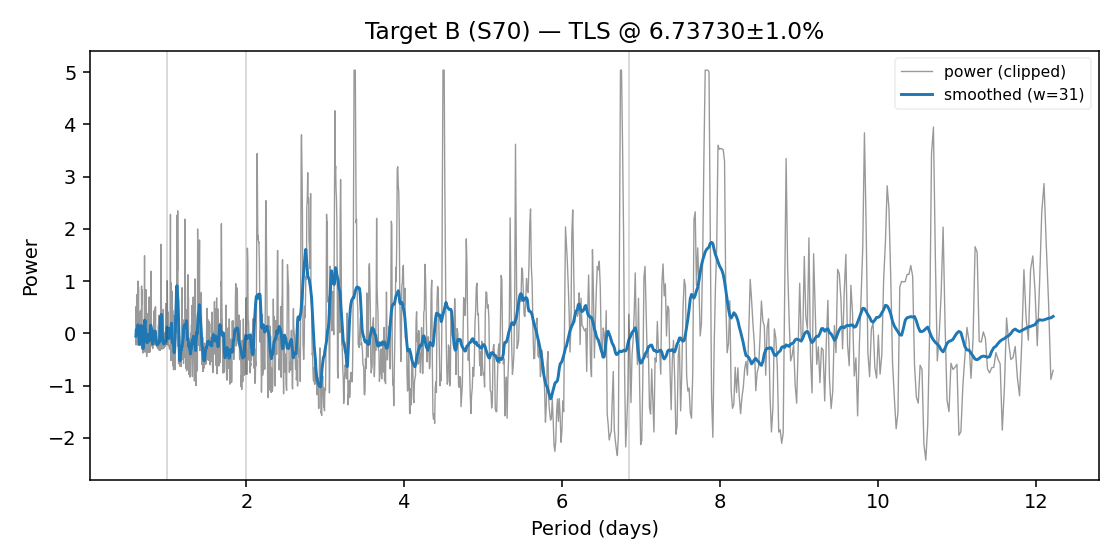 Target B (S70) — TLS @ 6.73730±1.0%
power (clipped)
smoothed (w=31)
Power
5
4
3
2
1
0
−1
−2
2
4
6
8
10
12
Period (days)